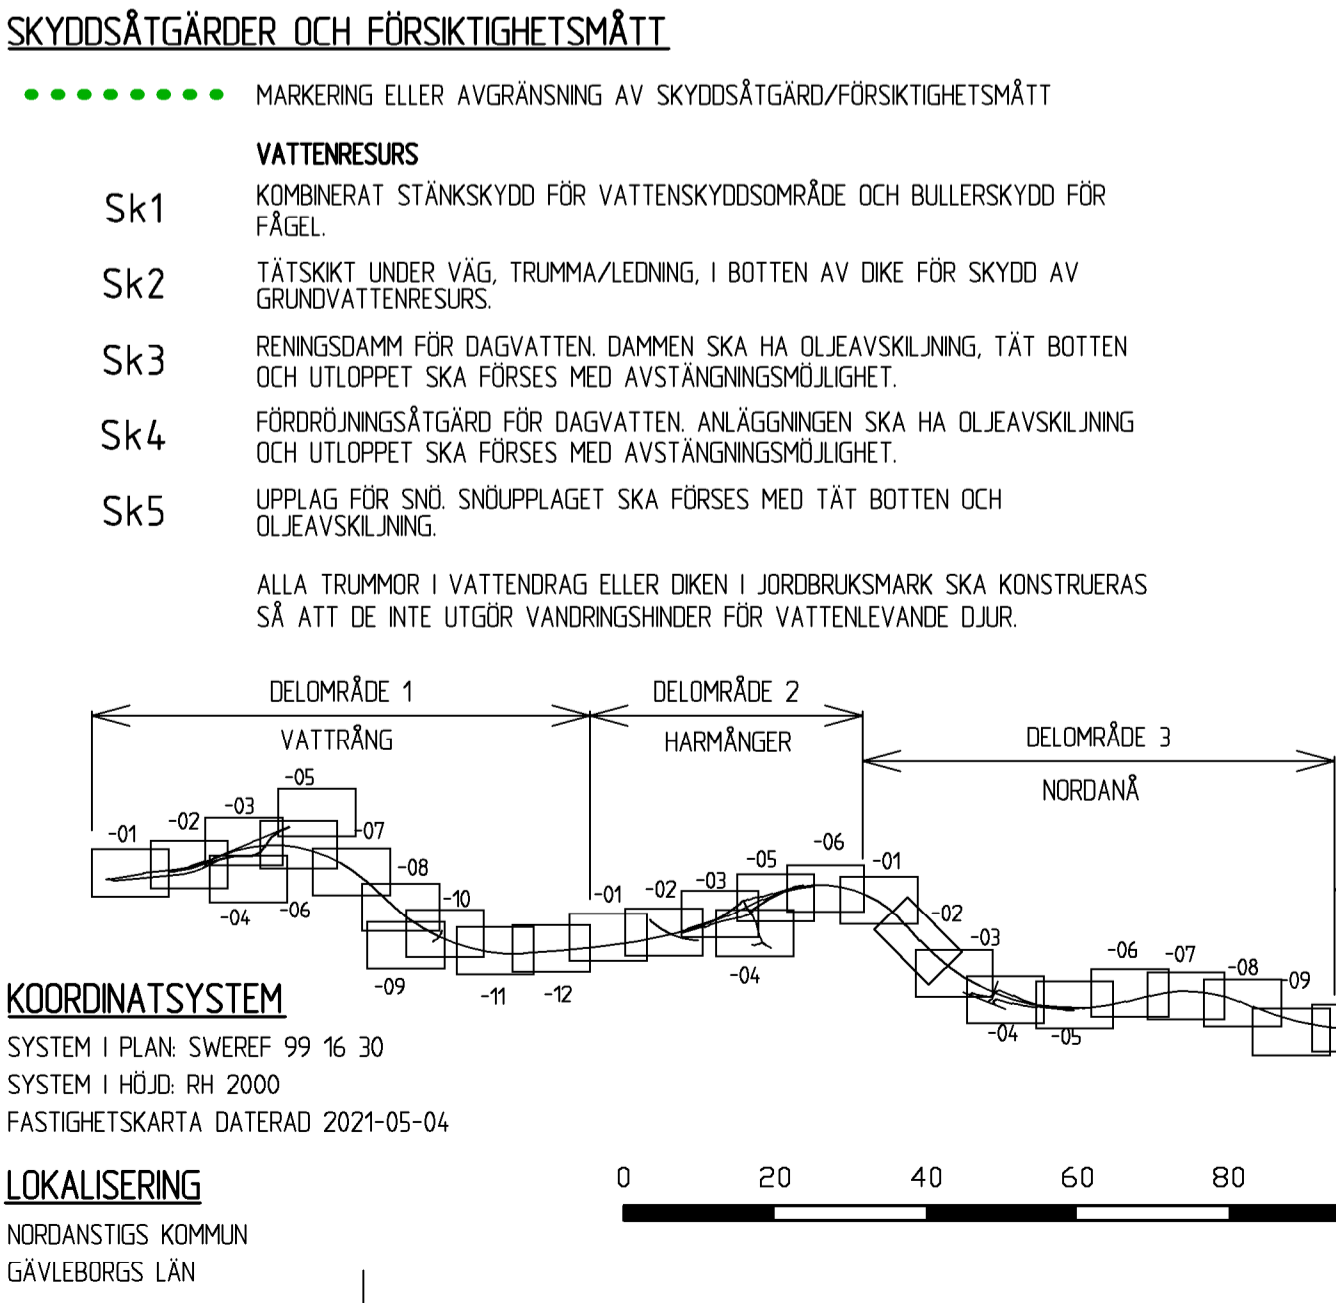 SKYDDSÅTGÄRDER OCH FÖRSIKTIGHETSMÅTT
MARKERING ELLER AVGRÄNSNING AV SKYDDSÅTGÄRD/FÖRSIKTIGHETSMÅTT
VATTENRESURS
Sk1
KOMBINERAT STÄNKSKYDD FÖR VATTENSKYDDSOMRÅDE OCH BULLERSKYDD FÖR
FÅGEL.
Sk2
TÄTSKIKT UNDER VÄG, TRUMMA/LEDNING, I BOTTEN AV DIKE FÖR SKYDD AV
GRUNDVATTENRESURS.
Sk3
RENINGSDAMM FÖR DAGVATTEN. DAMMEN SKA HA OLJEAVSKILJNING, TÄT BOTTEN
OCH UTLOPPET SKA FÖRSES MED AVSTÄNGNINGSMÖJLIGHET.
Sk4
FÖRDRÖJNINGSÅTGÄRD FÖR DAGVATTEN. ANLÄGGNINGEN SKA HA OLJEAVSKILJNING
OCH UTLOPPET SKA FÖRSES MED AVSTÄNGNINGSMÖJLIGHET.
Sk5
UPPLAG FÖR SNÖ. SNÖUPPLAGET SKA FÖRSES MED TÄT BOTTEN OCH
OLJEAVSKILJNING.
ALLA TRUMMOR I VATTENDRAG ELLER DIKEN I JORDBRUKSMARK SKA KONSTRUERAS
SÅ ATT DE INTE UTGÖR VANDRINGSHINDER FÖR VATTENLEVANDE DJUR.
DELOMRÅDE 1
VATTRÅNG
-01
-02
-03
-04
-05
-06
-07
-08
-09
-10
-11
-12
DELOMRÅDE 2
HARMÅNGER
-01
-02
-03
-04
-05
-06
DELOMRÅDE 3
NORDANÅ
-01
-02
-03
-04
-05
-06
-07
-08
-09
KOORDINATSYSTEM
SYSTEM I PLAN: SWEREF 99 16 30
SYSTEM I HÖJD: RH 2000
FASTIGHETSKARTA DATERAD 2021-05-04
LOKALISERING
NORDANSTIGS KOMMUN
GÄVLEBORGS LÄN
0 20 40 60 80